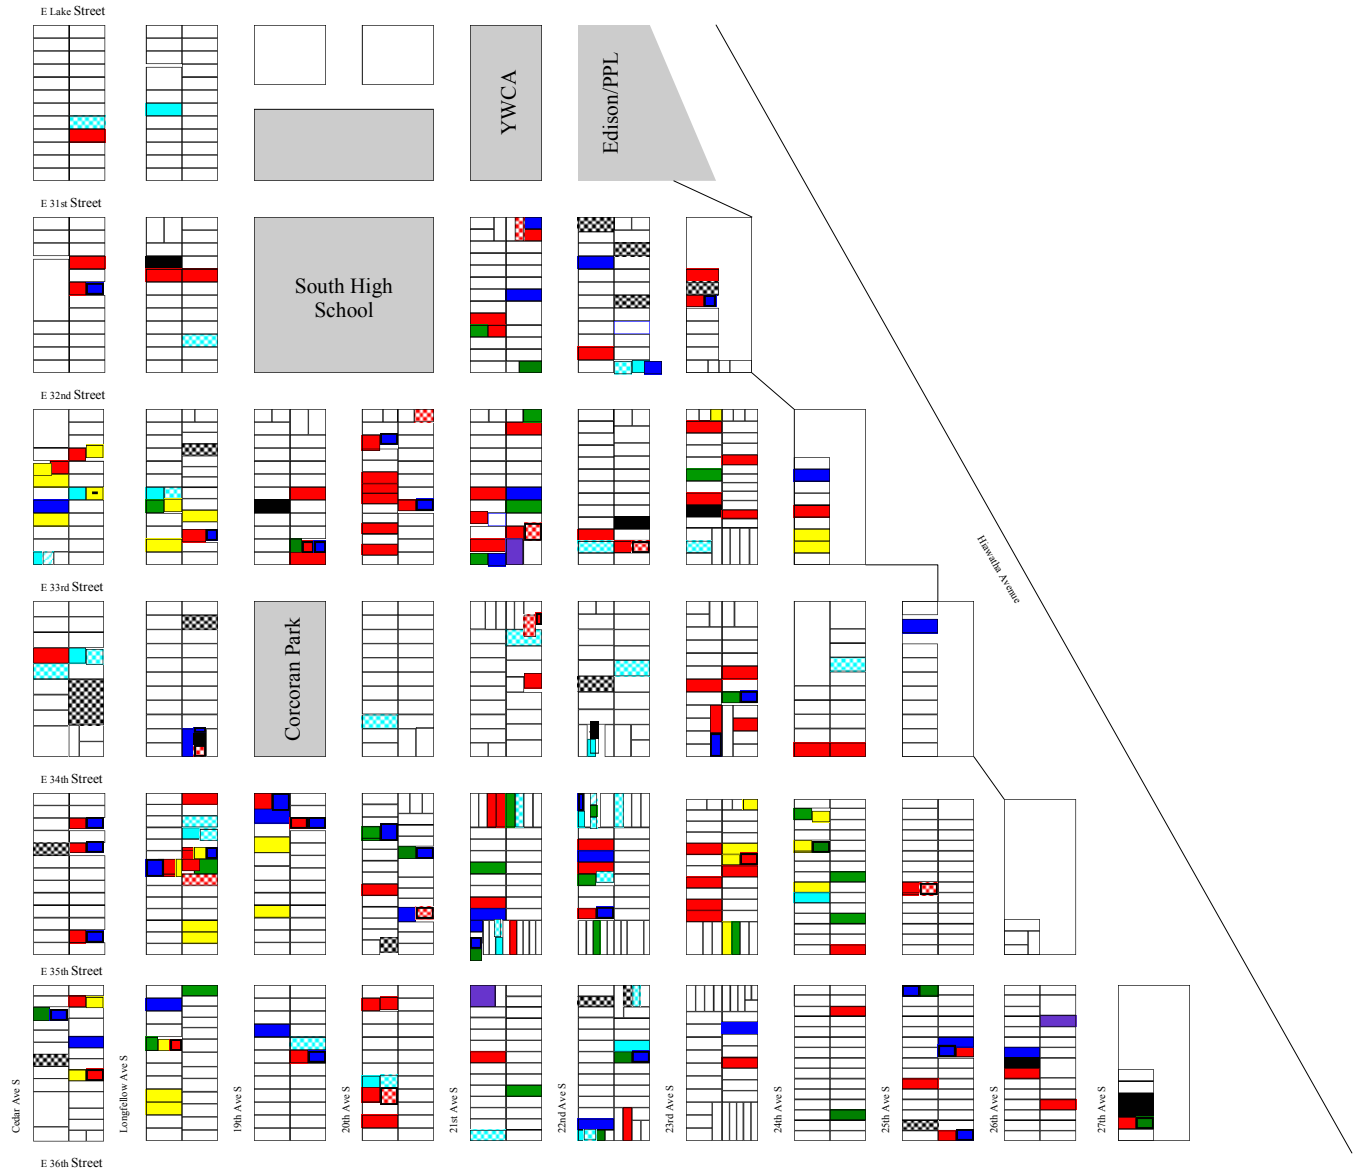 E Lake Street
YWCA
Edison/PPL
E 31st Street
South High
School
E 32nd Street
Hiawatha Avenue
E 33rd Street
Corcoran Park
E 34th Street
E 35th Street
Cedar Ave S
Longfellow Ave S
19th Ave S
20th Ave S
21st Ave S
22nd Ave S
23rd Ave S
24th Ave S
25th Ave S
26th Ave S
27th Ave S
E 36th Street